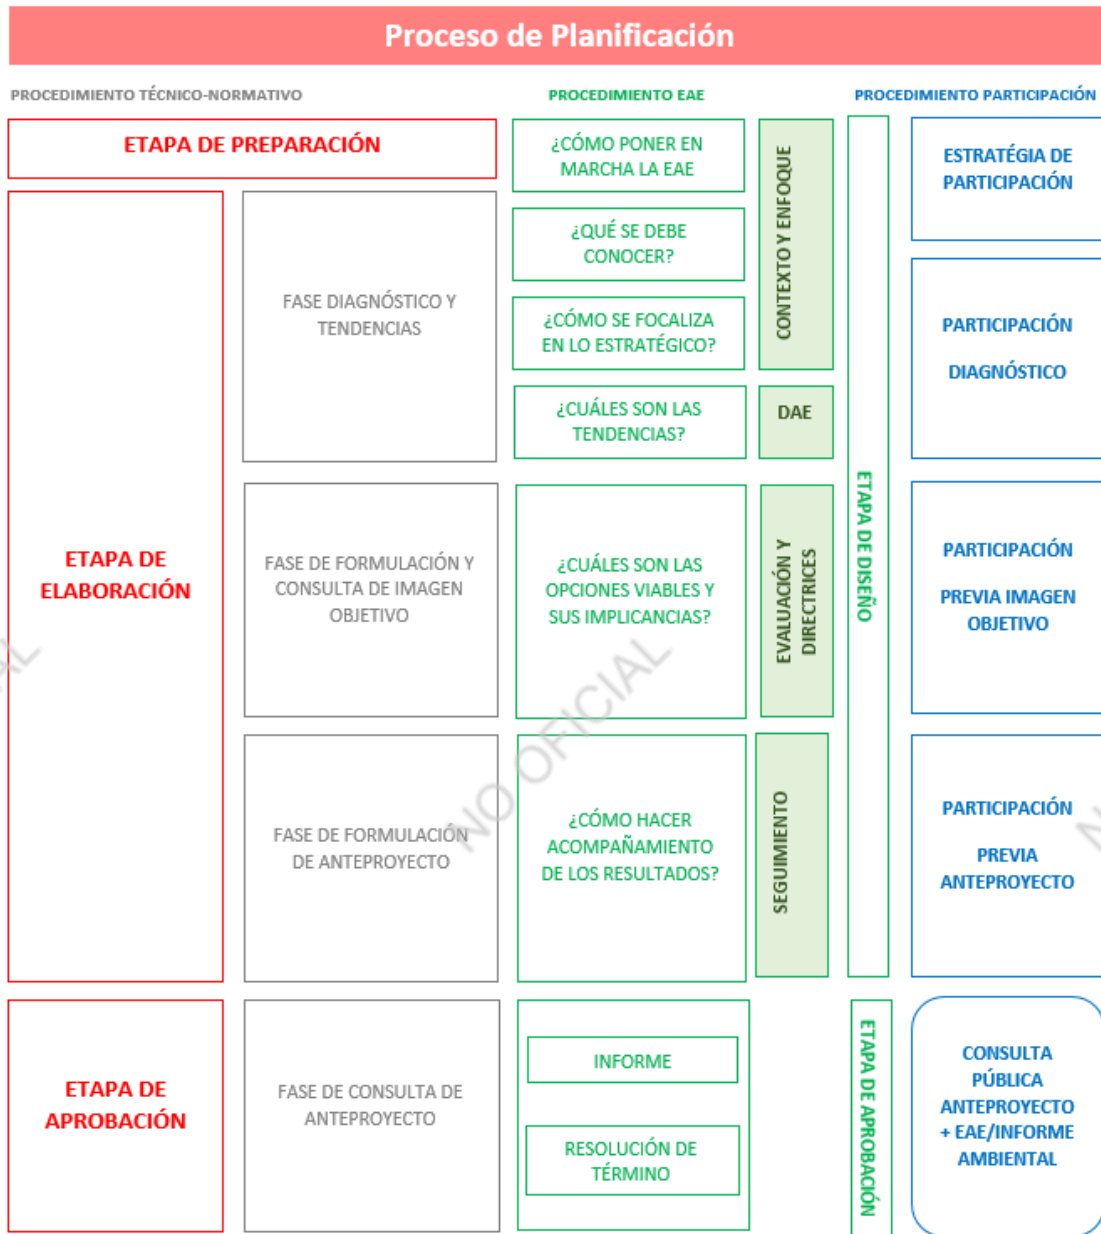 Proceso de Planificación
PROCEDIMIENTO TÉCNICO-NORMATIVO
PROCEDIMIENTO EAE
PROCEDIMIENTO PARTICIPACIÓN
ETAPA DE PREPARACIÓN
¿CÓMO PONER EN
MARCHA LA EAE
CONTEXTO Y ENFOQUE
ESTRATÉGIA DE
PARTICIPACIÓN
ETAPA DE
ELABORACIÓN
FASE DIAGNÓSTICO Y
TENDENCIAS
¿QUÉ SE DEBE
CONOCER?
¿CÓMO SE FOCALIZA
EN LO ESTRATÉGICO?
¿CUÁLES SON LAS
TENDENCIAS?
DAE
ETAPA DE DISEÑO
PARTICIPACIÓN
DIAGNÓSTICO
FASE DE FORMULACIÓN Y
CONSULTA DE IMAGEN
OBJETIVO
¿CUÁLES SON LAS
OPCIONES VIABLES Y
SUS IMPLICANCIAS?
EVALUACIÓN Y
DIRECTRICES
PARTICIPACIÓN
PREVIA IMAGEN
OBJETIVO
FASE DE FORMULACIÓN
DE ANTEPROYECTO
¿CÓMO HACER
ACOMPAÑAMIENTO
DE LOS RESULTADOS?
SEGUIMIENTO
PARTICIPACIÓN
PREVIA
ANTEPROYECTO
NO OFICIAL
ETAPA DE
APROBACIÓN
FASE DE CONSULTA DE
ANTEPROYECTO
INFORME
RESOLUCIÓN DE
TÉRMINO
ETAPA DE APROBACIÓN
CONSULTA
PÚBLICA
ANTEPROYECTO
+ EAE/INFORME
AMBIENTAL